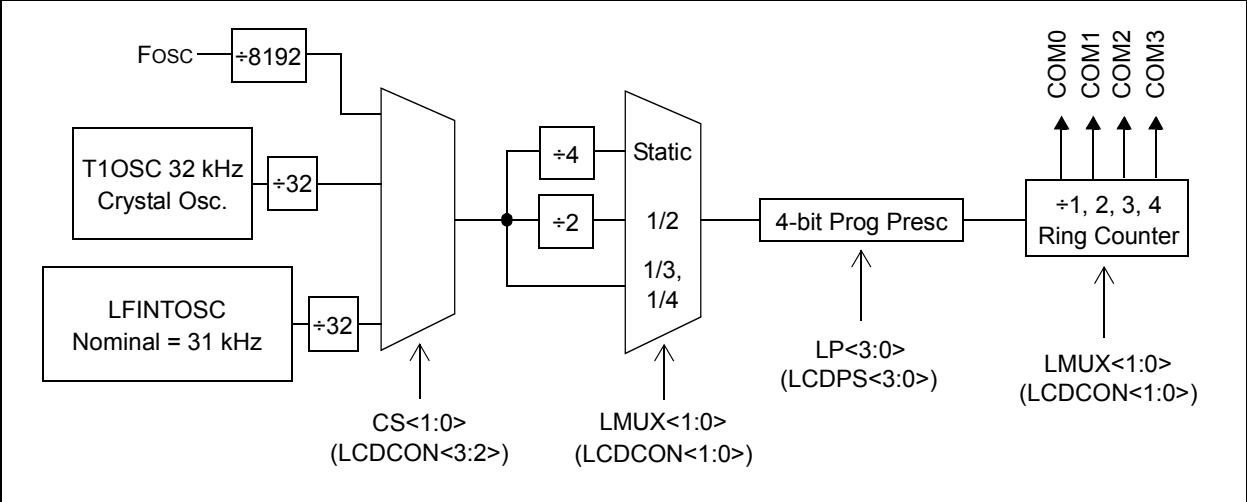 FOSC
÷8192
T1OSC 32 kHz
Crystal Osc.
÷32
LFINTOSC
Nominal = 31 kHz
÷32
CS<1:0>
(LCDCON<3:2>)
÷4
÷2
Static
1/2
1/3,
1/4
LMUX<1:0>
(LCDCON<1:0>)
4-bit Prog Presc
LP<3:0>
(LCDPS<3:0>)
COM0
COM1
COM2
COM3
÷1, 2, 3, 4
Ring Counter
LMUX<1:0>
(LCDCON<1:0>)